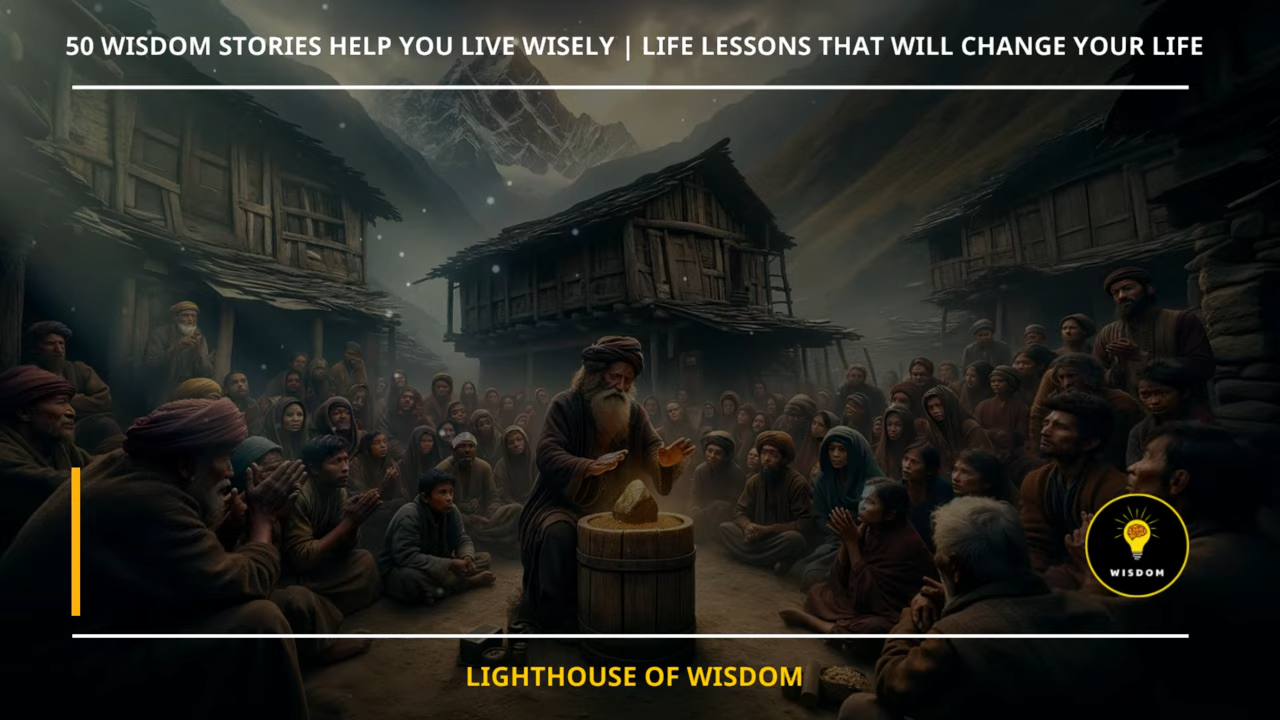 50 WISDOM STORIES HELP YOU LIVE WISELY | LIFE LESSONS THAT WILL CHANGE YOUR LIFE
WISDOM
LIGHTHOUSE OF WISDOM